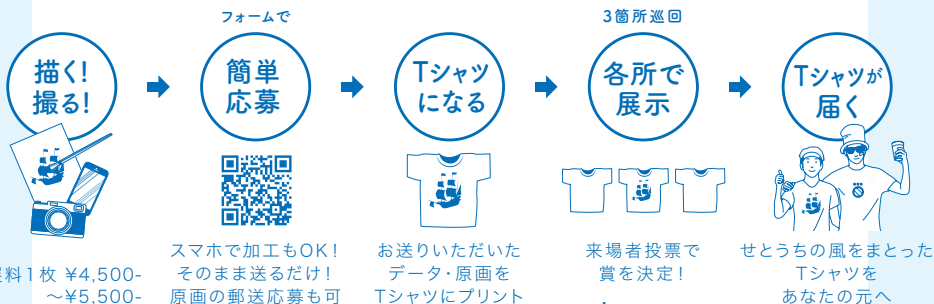 描く!
撮る!
料1枚 ¥4,500-
〜¥5,500-
フォームで
簡単
応募
スマホで加工もOK!
そのまま送るだけ!
原画の郵送応募も可
Tシャツ
になる
お送りいただいた
データ・原画を
Tシャツにプリント
3箇所巡回
各所で
展示
来場者投票で
賞を決定!
Tシャツが
届く
せとうちの風をまとった
Tシャツを
あなたの元へ